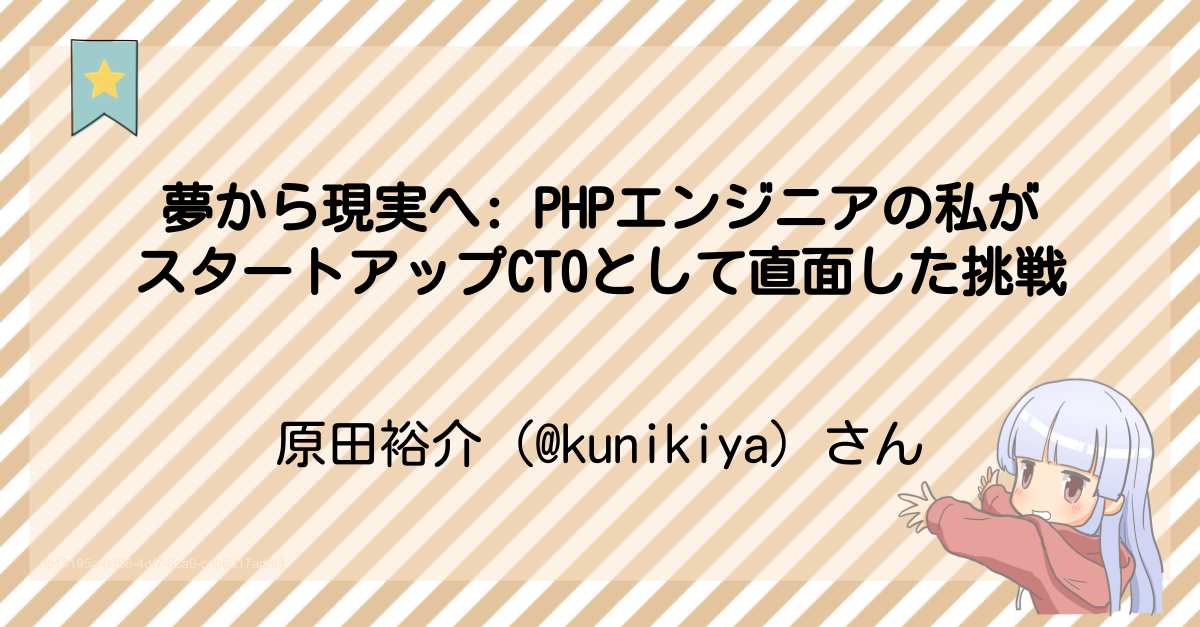 夢から現実へ: PHPエンジニアの私が
スタートアップCTOとして直面した挑戦
原田裕介（@kunikiya）さん